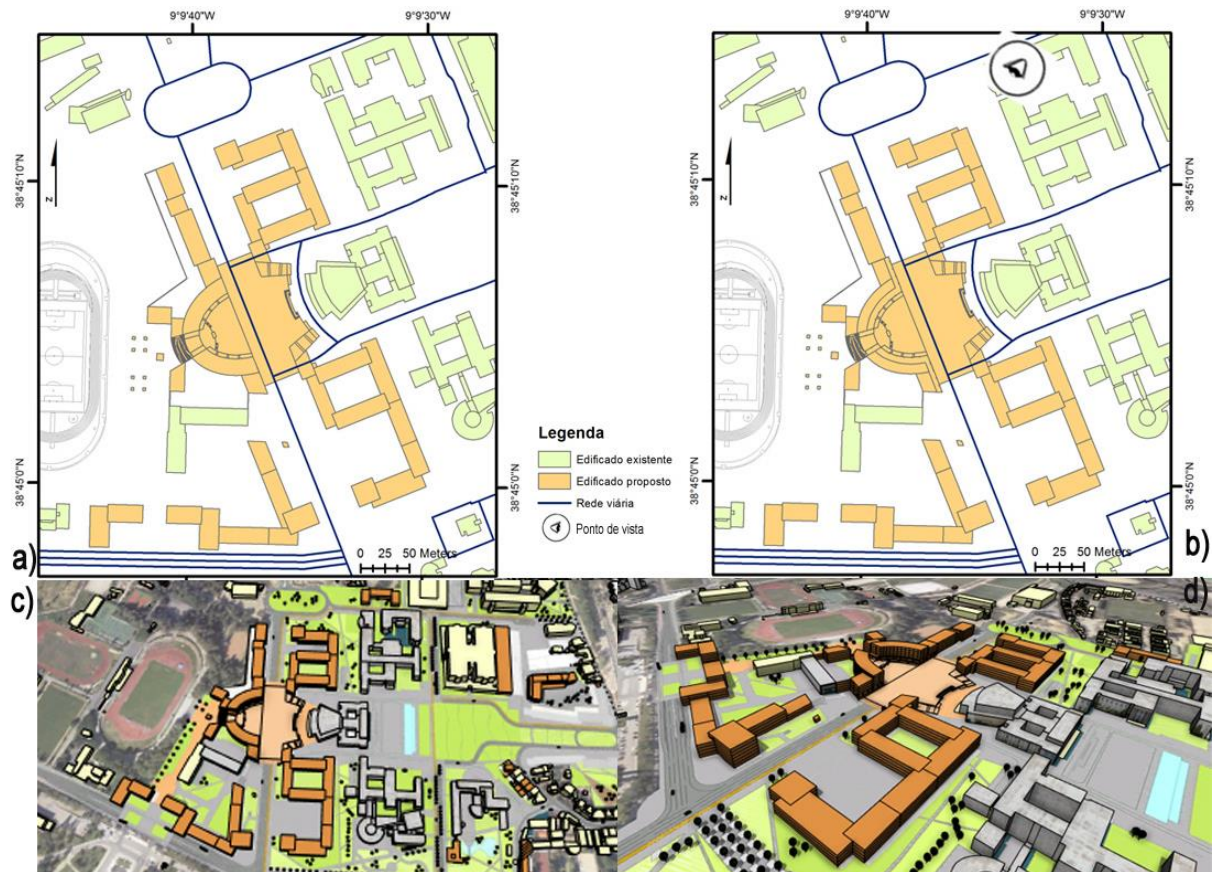 9°9'40"W
9°9'30"W
9°9'40"W
9°9'30"W
38°45'10"N
38°45'10"N
38°45'10"N
38°45'10"N
38°45'0"N
38°45'0"N
38°45'0"N
38°45'0"N
N
N
Legenda
Edificado existente
Edificado proposto
Rede viária
Ponto de vista
a)
0 25 50 Meters
b)
0 25 50 Meters
c)
d)